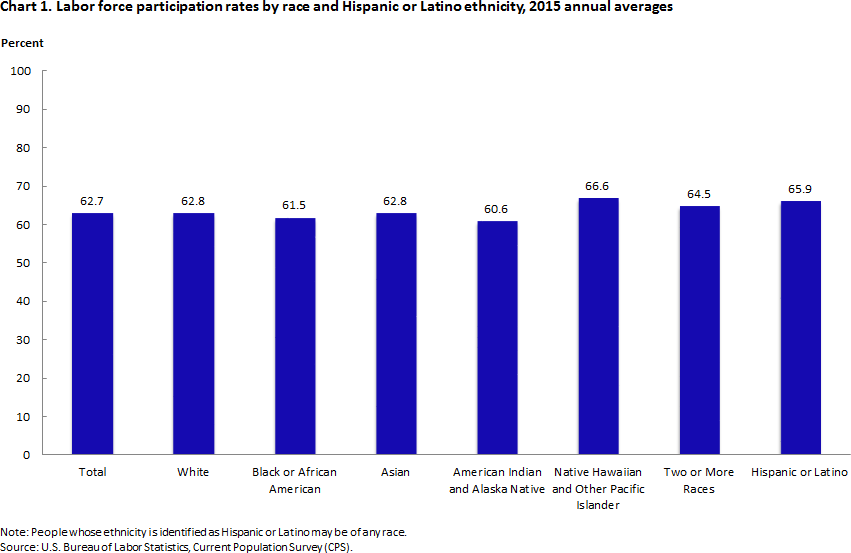 Chart 1. Labor force participation rates by race and Hispanic or Latino ethnicity, 2015 annual averages
Percent
100
90
80
70
60
50
40
30
20
10
0
62.7
62.8
61.5
62.8
60.6
66.6
64.5
65.9
Total
White
Black or African
American
Asian
American Indian
and Alaska Native
Native Hawaiian
and Other Pacific
Islander
Two or More
Races
Hispanic or Latino
Note: People whose ethnicity is identified as Hispanic or Latino may be of any race.
Source: U.S. Bureau of Labor Statistics, Current Population Survey (CPS).